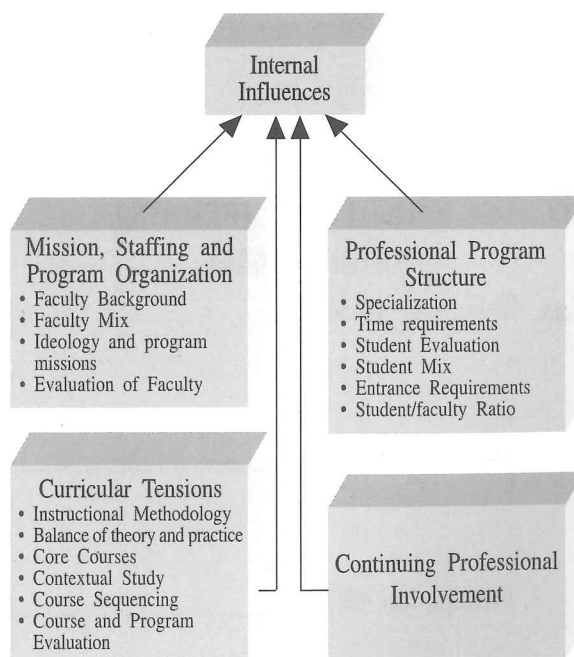 Internal
Influences
Mission, Staffing and
Program Organization
• Faculty Background
• Faculty Mix
• Ideology and program
missions
• Evaluation of Faculty
Professional Program
Structure
• Specialization
• Time requirements
• Student Evaluation
• Student Mix
• Entrance Requirements
• Student/faculty Ratio
Curricular Tensions
• Instructional Methodology
• Balance of theory and practice
• Core Courses
• Contextual Study
• Course Sequencing
• Course and Program
Evaluation
Continuing Professional
Involvement